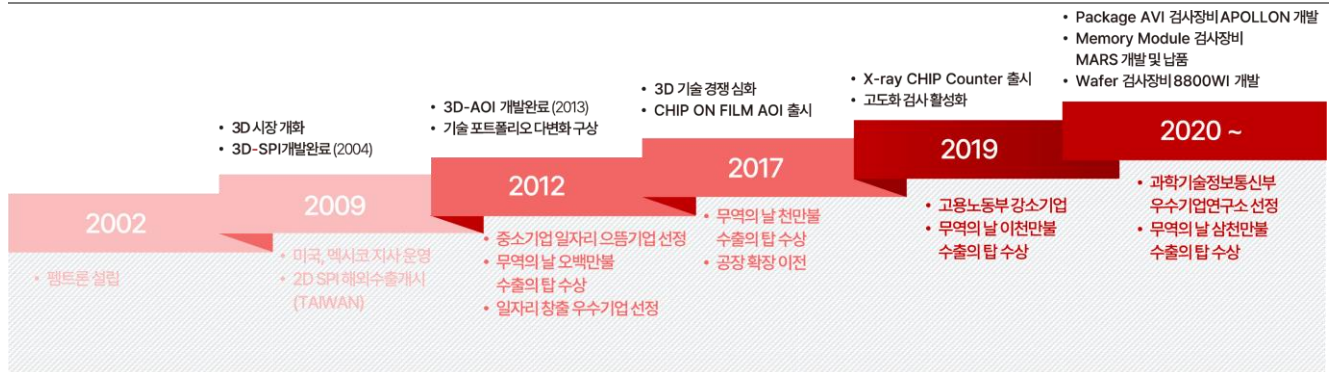 2002
• 펨트론 설립
• 3D 시장 개화
• 3D-SPI개발완료 (2004)
2009
• 미국, 멕시코 지사 운영
• 2D SPI 해외수출개시
(TAIWAN)
• 3D-AOI 개발완료 (2013)
• 기술 포트폴리오 다변화 구상
2012
• 중소기업 일자리 으뜸기업 선정
• 무역의 날 오백만불
수출의 탑 수상
• 일자리 창출 우수기업 선정
• 3D 기술 경쟁 심화
• CHIP ON FILM AOI 출시
2017
• 무역의 날 천만불
수출의 탑 수상
• 공장 확장 이전
• X-ray CHIP Counter 출시
• 고도화 검사 활성화
2019
• 고용노동부 강소기업
• 무역의 날 이천만불
수출의 탑 수상
• Package AVI 검사장비 APOLLON 개발
• Memory Module 검사장비
MARS 개발 및 납품
• Wafer 검사장비 8800WI 개발
2020 ~
• 과학기술정보통신부
우수기업연구소 선정
• 무역의 날 삼천만불
수출의 탑 수상